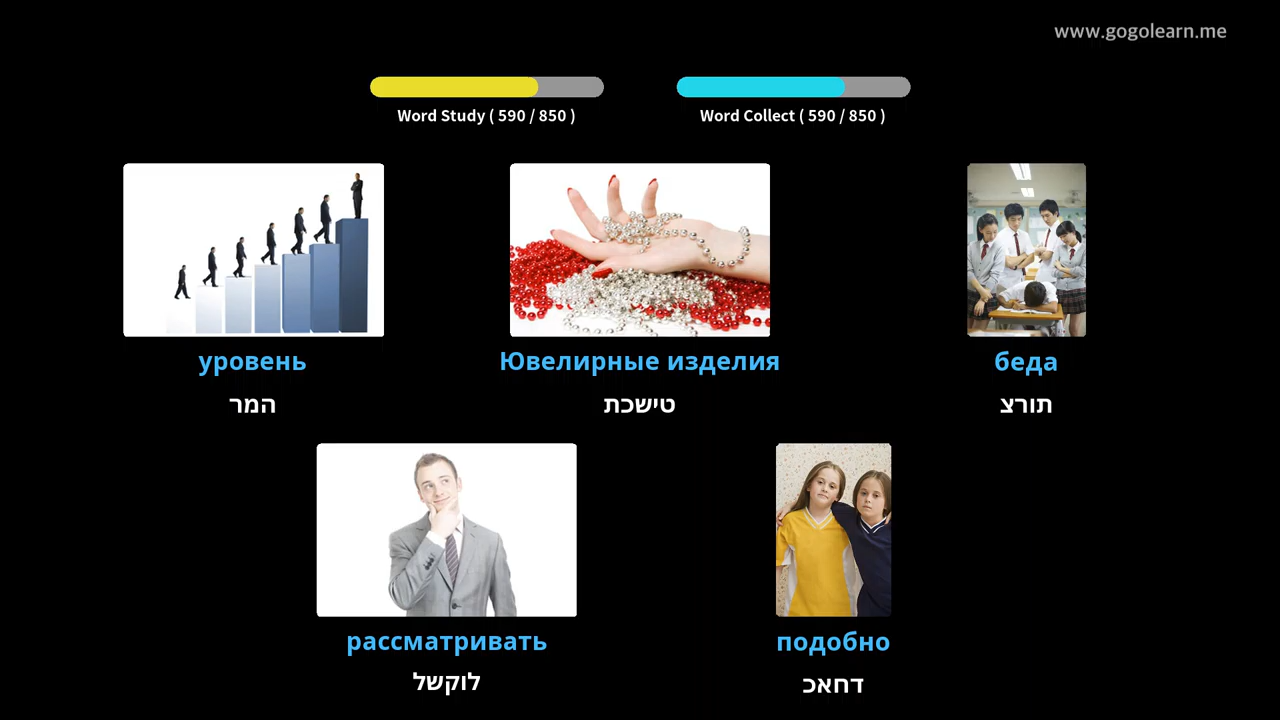 www.gogolearn.me
Word Study ( 590 / 850 )
Word Collect ( 590 / 850 )
уровень
המר
Ювелирные изделия
טישכת
беда
תורצ
рассматривать
לוקשל
подобно
דחאכ